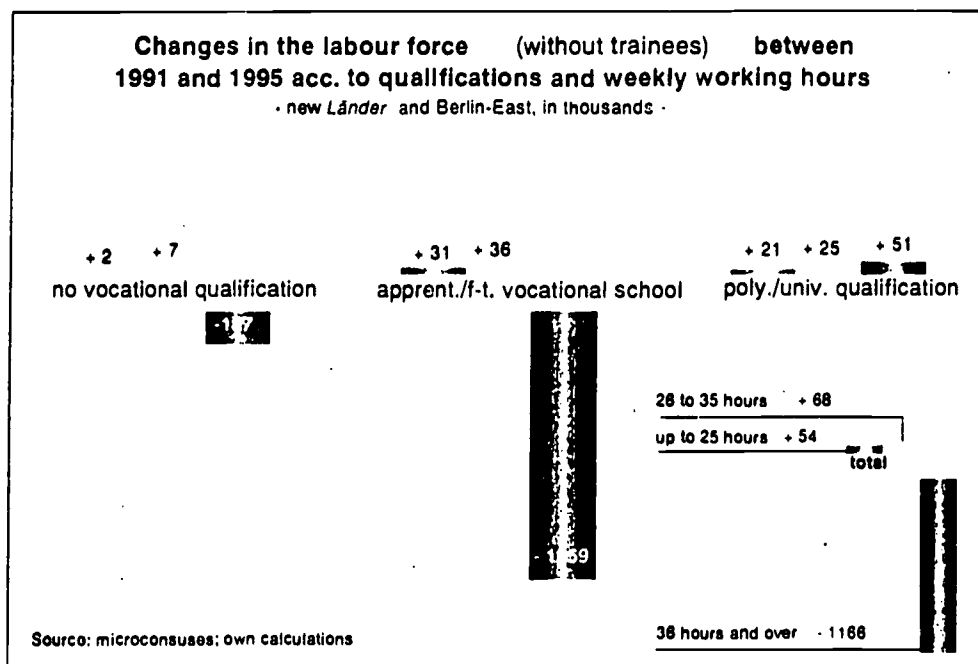 Changes in the labour force (without trainees) between
1991 and 1995 acc. to qualifications and weekly working hours
- new Länder and Berlin-East, in thousands -
+ 2 + 7 + 31 + 36 + 21 + 25 + 51
no vocational qualification apprent./f-t. vocational school poly./univ. qualification
26 to 35 hours + 68
up to 25 hours + 54
total
Source: microconsuses; own calculations
36 hours and over - 1166